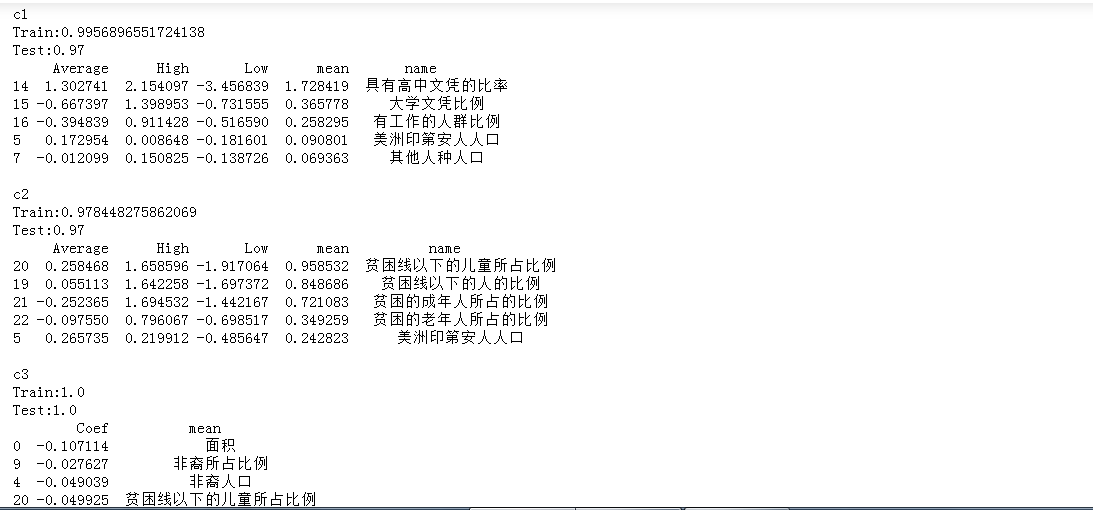 c1
Train:0.9956896551724138
Test:0.97
Average High Low mean name
14 1.302741 2.154097 -3.456839 1.728419 具有高中文凭的比率
15 -0.667397 1.398953 -0.731555 0.365778 大学文凭比例
16 -0.394839 0.911428 -0.516590 0.258295 有工作的人群比例
5 0.172954 0.008648 -0.181601 0.090801 美洲印第安人人口
7 -0.012099 0.150825 -0.138726 0.069363 其他人种人口
c2
Train:0.978448275862069
Test:0.97
Average High Low mean name
20 0.258468 1.658596 -1.917064 0.958532 贫困线以下的儿童所占比例
19 0.055113 1.642258 -1.697372 0.848686 贫困线以下的人的比例
21 -0.252365 1.694532 -1.442167 0.721083 贫困的成年人所占的比例
22 -0.097550 0.796067 -0.698517 0.349259 贫困的老年人所占的比例
5 0.265735 0.219912 -0.485647 0.242823 美洲印第安人人口
c3
Train:1.0
Test:1.0
Coef mean
0 -0.107114 面积
9 -0.027627 非裔所占比例
4 -0.049039 非裔人口
20 -0.049925 贫困线以下的儿童所占比例